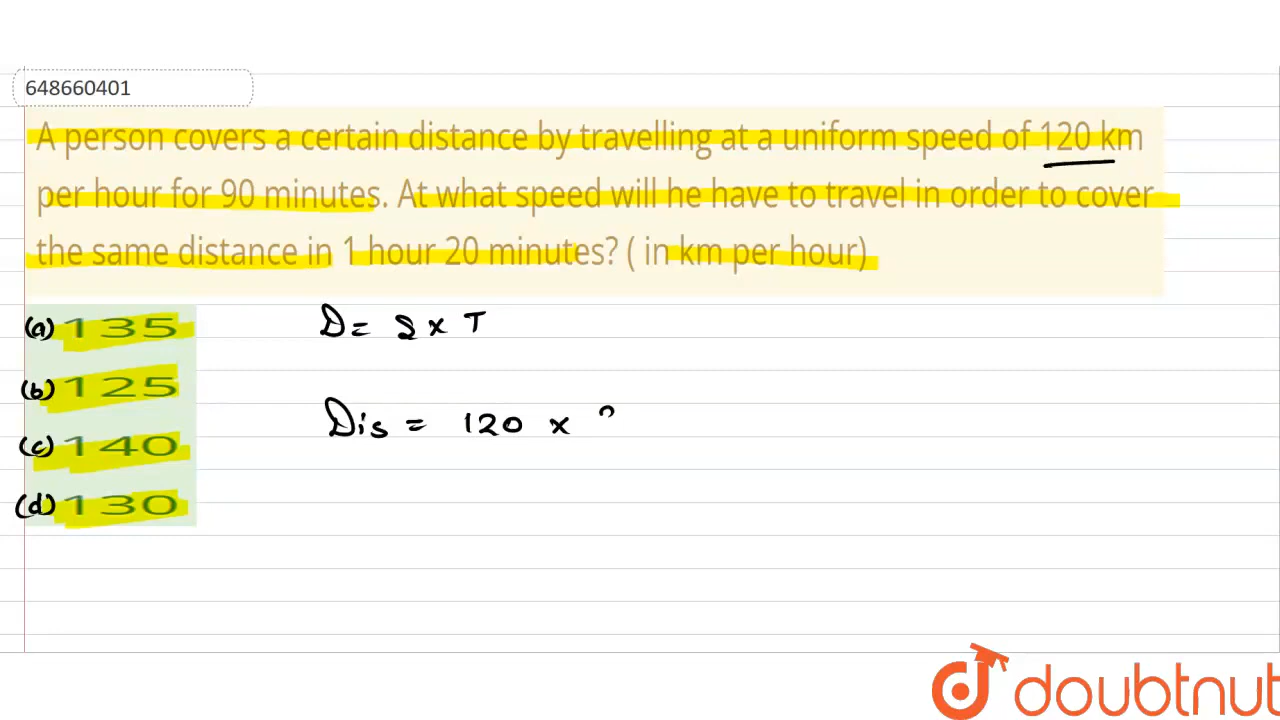 648660401
A person covers a certain distance by travelling at a uniform speed of 120 km
per hour for 90 minutes. At what speed will he have to travel in order to cover
the same distance in 1 hour 20 minutes? ( in km per hour)
(a) 135
(b) 125
(c) 140
(d) 130
D = S x T
Dis = 120 x
doubtnut